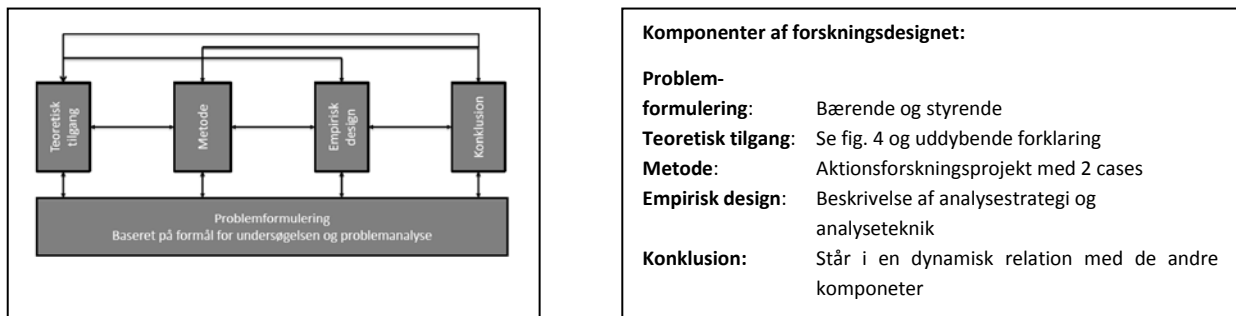 Teoretisk
tilgang
Metode
Empirisk
design
Konklusion
Problemformulering
Baseret på formål for undersøgelsen og problemanalyse
Komponenter af forskningsdesignet:
Problem-
formulering: Bærende og styrende
Teoretisk tilgang: Se fig. 4 og uddybende forklaring
Metode: Aktionsforskningsprojekt med 2 cases
Empirisk design: Beskrivelse af analysestrategi og
analyseteknik
Konklusion: Står i en dynamisk relation med de andre
komponeter